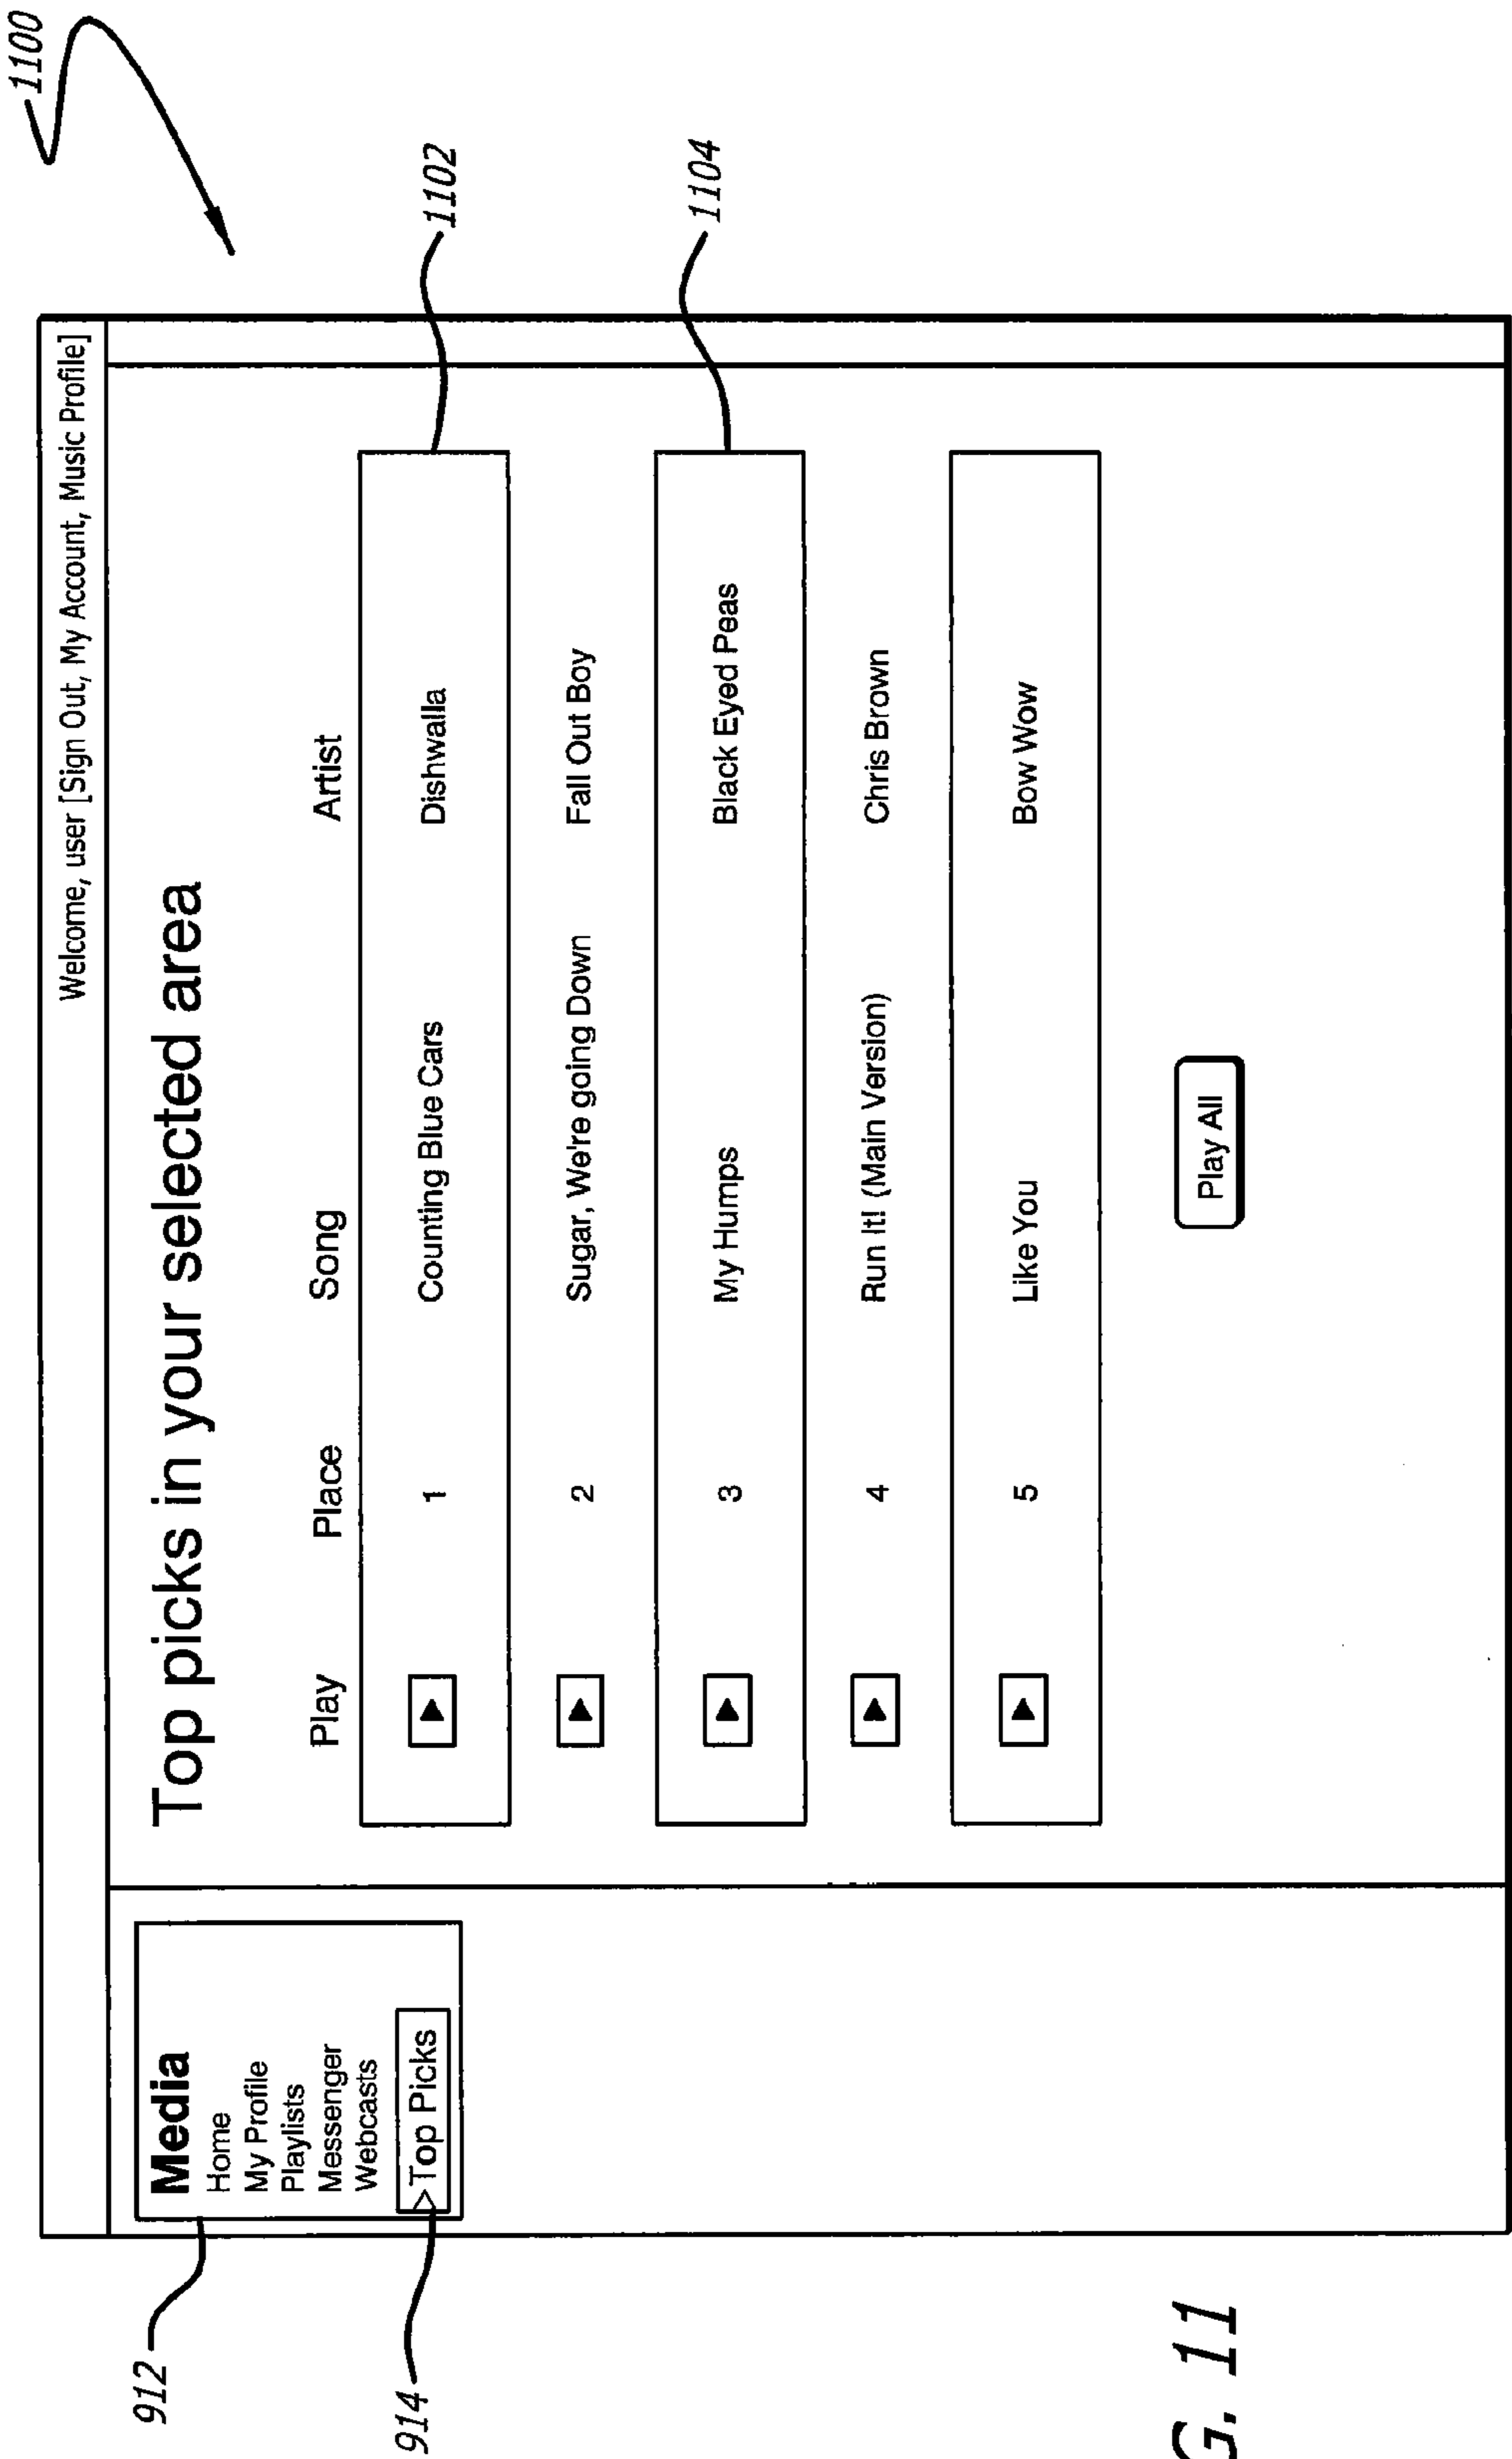 1100
Welcome, user [Sign Out, My Account, Music Profile]
912
Media
Home
My Profile
Playlists
Messenger
Webcasts
914
>Top Picks
Top picks in your selected area
Play Place Song Artist
1 Counting Blue Cars Dishwalla
1102
2 Sugar, We're going Down Fall Out Boy
3 My Humps Black Eyed Peas
1104
4 Run It! (Main Version) Chris Brown
5 Like You Bow Wow
Play All
G. 11